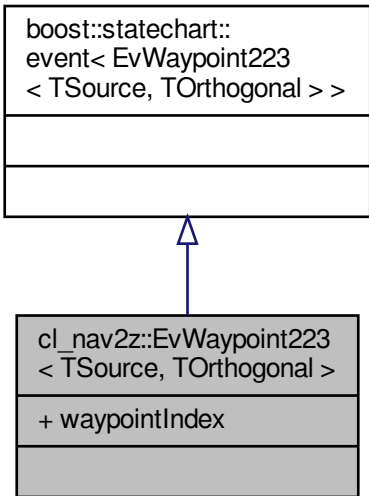 boost::statechart::
event< EvWaypoint223
< TSource, TOrthogonal > >
cl_nav2z::EvWaypoint223
< TSource, TOrthogonal >
+ waypointIndex